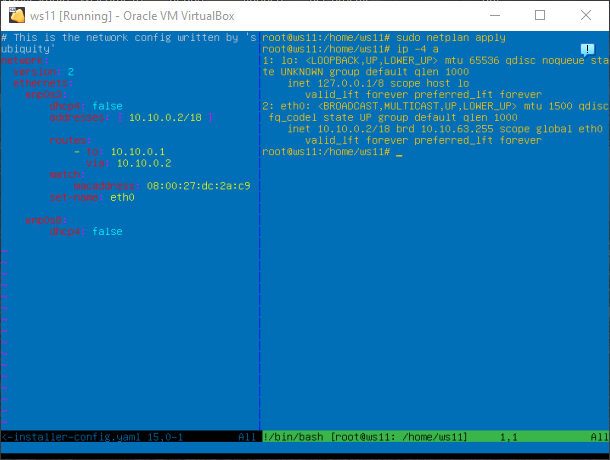 ws11 [Running] - Oracle VM VirtualBox
# This is the network config written by 's
ubiquity'
network:
version: 2
ethernets:
dhcp4: false
addresses: [ 10.10.0.2/18 ]
routes:
- to: 10.10.0.1
via: 10.10.0.2
match:
macaddress: 08:00:27:dc:2a:c9
set-name: eth0
dhcp4: false
~
~
~
~
~
~
~
~
~
~
~
~
~
~
<-installer-config.yaml 15,0-1 All
root@ws11:/home/ws11# sudo netplan apply
root@ws11:/home/ws11# ip -4 a
1: lo: <LOOPBACK,UP,LOWER_UP> mtu 65536 qdisc noqueue sta
te UNKNOWN group default qlen 1000
inet 127.0.0.1/8 scope host lo
valid_lft forever preferred_lft forever
2: eth0: <BROADCAST,MULTICAST,UP,LOWER_UP> mtu 1500 qdisc
fq_codel state UP group default qlen 1000
inet 10.10.0.2/18 brd 10.10.63.255 scope global eth0
valid_lft forever preferred_lft forever
root@ws11:/home/ws11# _
!/bin/bash [root@ws11: /home/ws11] 1,1 All